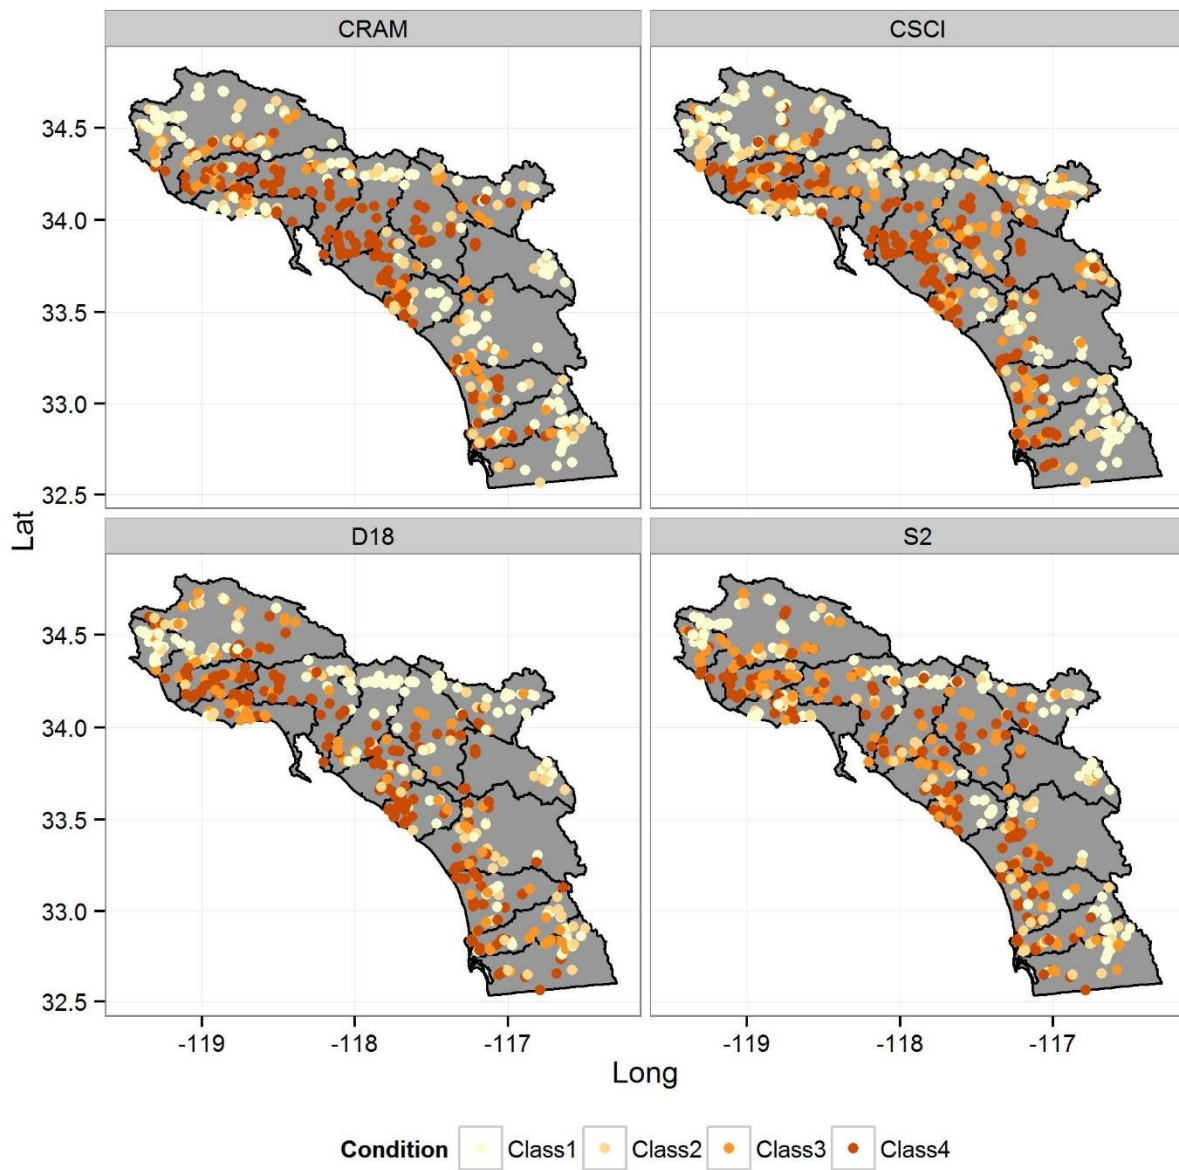 CRAM CSCI
34.5
34.0
33.5
33.0
32.5
Lat
D18 S2
34.5
34.0
33.5
33.0
32.5
-119 -118 -117 -119 -118 -117
Long
Condition Class1 Class2 Class3 Class4